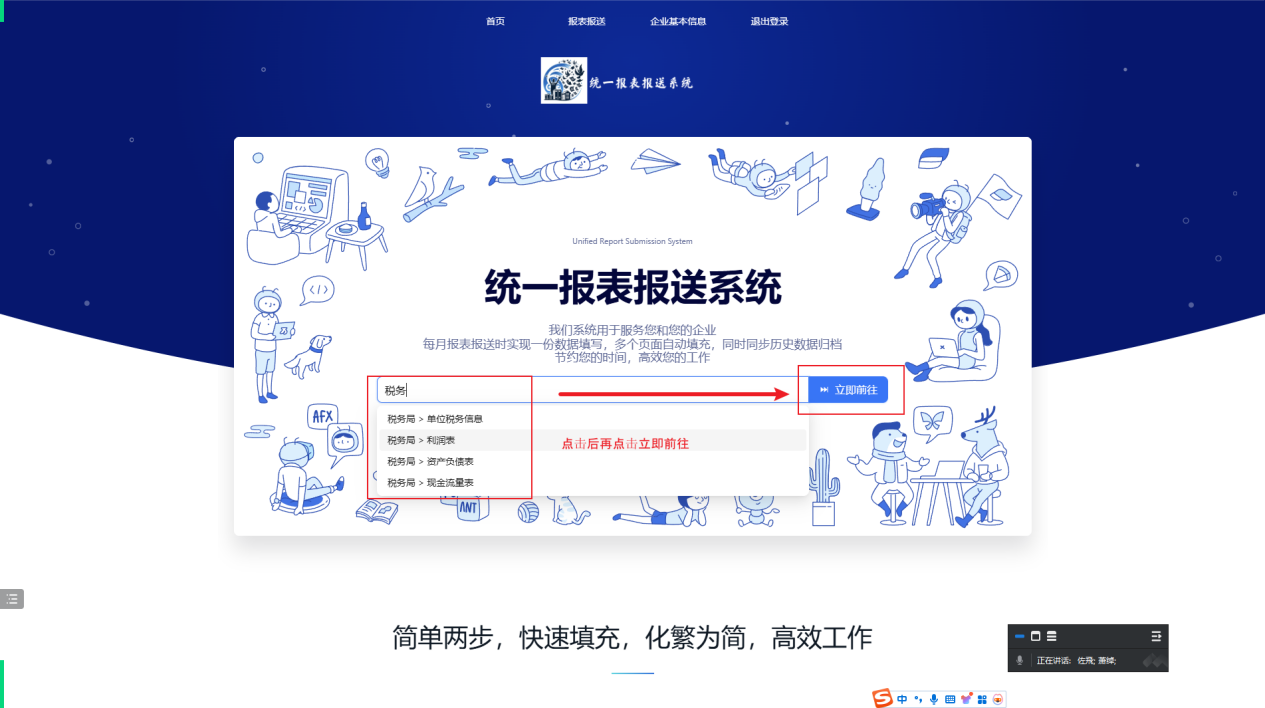 首页 报表报送 企业基本信息 退出登录
统一报表报送系统
Unified Report Submission System
统一报表报送系统
我们系统用于服务您和您的企业
每月报表报送时实现一份数据填写，多个页面自动填充，同时同步历史数据归档
节约您的时间，高效您的工作
税务
立即前往
税务局 > 单位税务信息
税务局 > 利润表
点击后再点击立即前往
税务局 > 资产负债表
税务局 > 现金流量表
</>
AFX
ANT
简单两步，快速填充，化繁为简，高效工作
正在讲话: 佐飛;
中